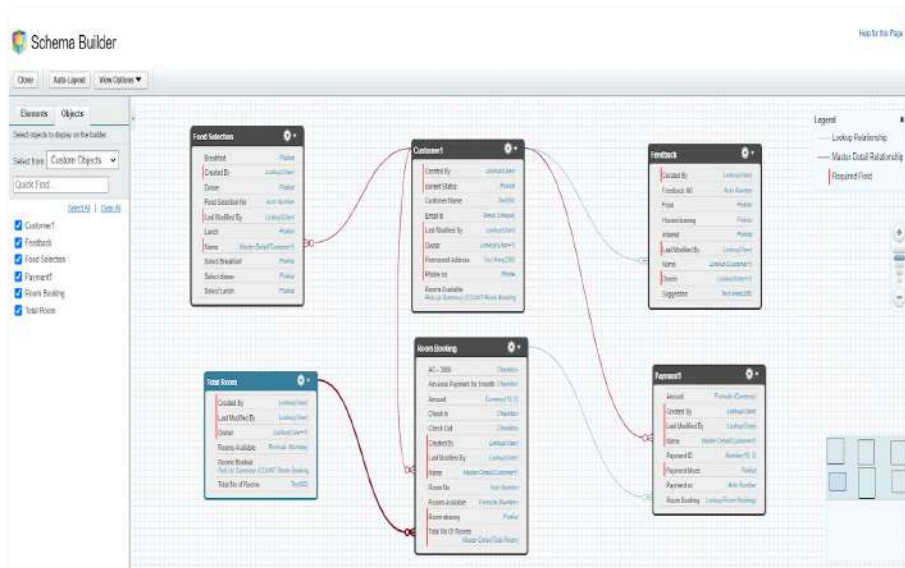 Schema Builder
Help for this Page
Close
Auto-Layout
View Options ▼
Elements
Objects
Select objects to display on the builder.
Select from
Custom Objects
Quick Find...
Select All | Clear All
Customer1
Feedback
Food Selection
Payment1
Room Booking
Total Room
Food Selection
Breakfast Picklist
Created By Lookup(User)
Dinner Picklist
Food Selection No Auto Number
Last Modified By Lookup(User)
Lunch Picklist
Name Master-Detail(Customer1)
Select Breakfast Picklist
Select dinner Picklist
Select Lunch Picklist
Customer1
Created By Lookup(User)
current Status Picklist
Customer Name Text(80)
Email Id Email (Unique)
Last Modified By Lookup(User)
Owner Lookup(User+1)
Permanent Address Text Area(255)
Phone no Phone
Rooms Available
Roll-Up Summary (COUNT Room Booking
Feedback
Created By Lookup(User)
Feedback NO Auto Number
Food Picklist
Housekeeping Picklist
Internet Picklist
Last Modified By Lookup(User)
Name Lookup(Customer1)
Owner Lookup(User+1)
Suggestion Text Area(255)
Legend
Lookup Relationship
Master-Detail Relationship
Required Field
Total Room
Created By Lookup(User)
Last Modified By Lookup(User)
Owner Lookup(User+1)
Rooms Available Formula (Number)
Rooms Booked
Roll-Up Summary (COUNT Room Booking
Total No of Rooms Text(80)
Room Booking
AC - 3000 Checkbox
Advance Payment for 1month Checkbox
Amount
Check In Checkbox
Check Out Checkbox
Created By Lookup(User)
Last Modified By Lookup(User)
Name Master-Detail(Customer1)
Room No Auto Number
Rooms Available Formula (Number)
Room sharing Picklist
Total No Of Rooms
Master-Detail(Total Room)
Payment1
Amount Formula (Currency)
Created By Lookup(User)
Last Modified By Lookup(User)
Name Master-Detail(Customer1)
Payment ID
Payment Mode Picklist
Payment no Auto Number
Room Booking Lookup(Room Booking)